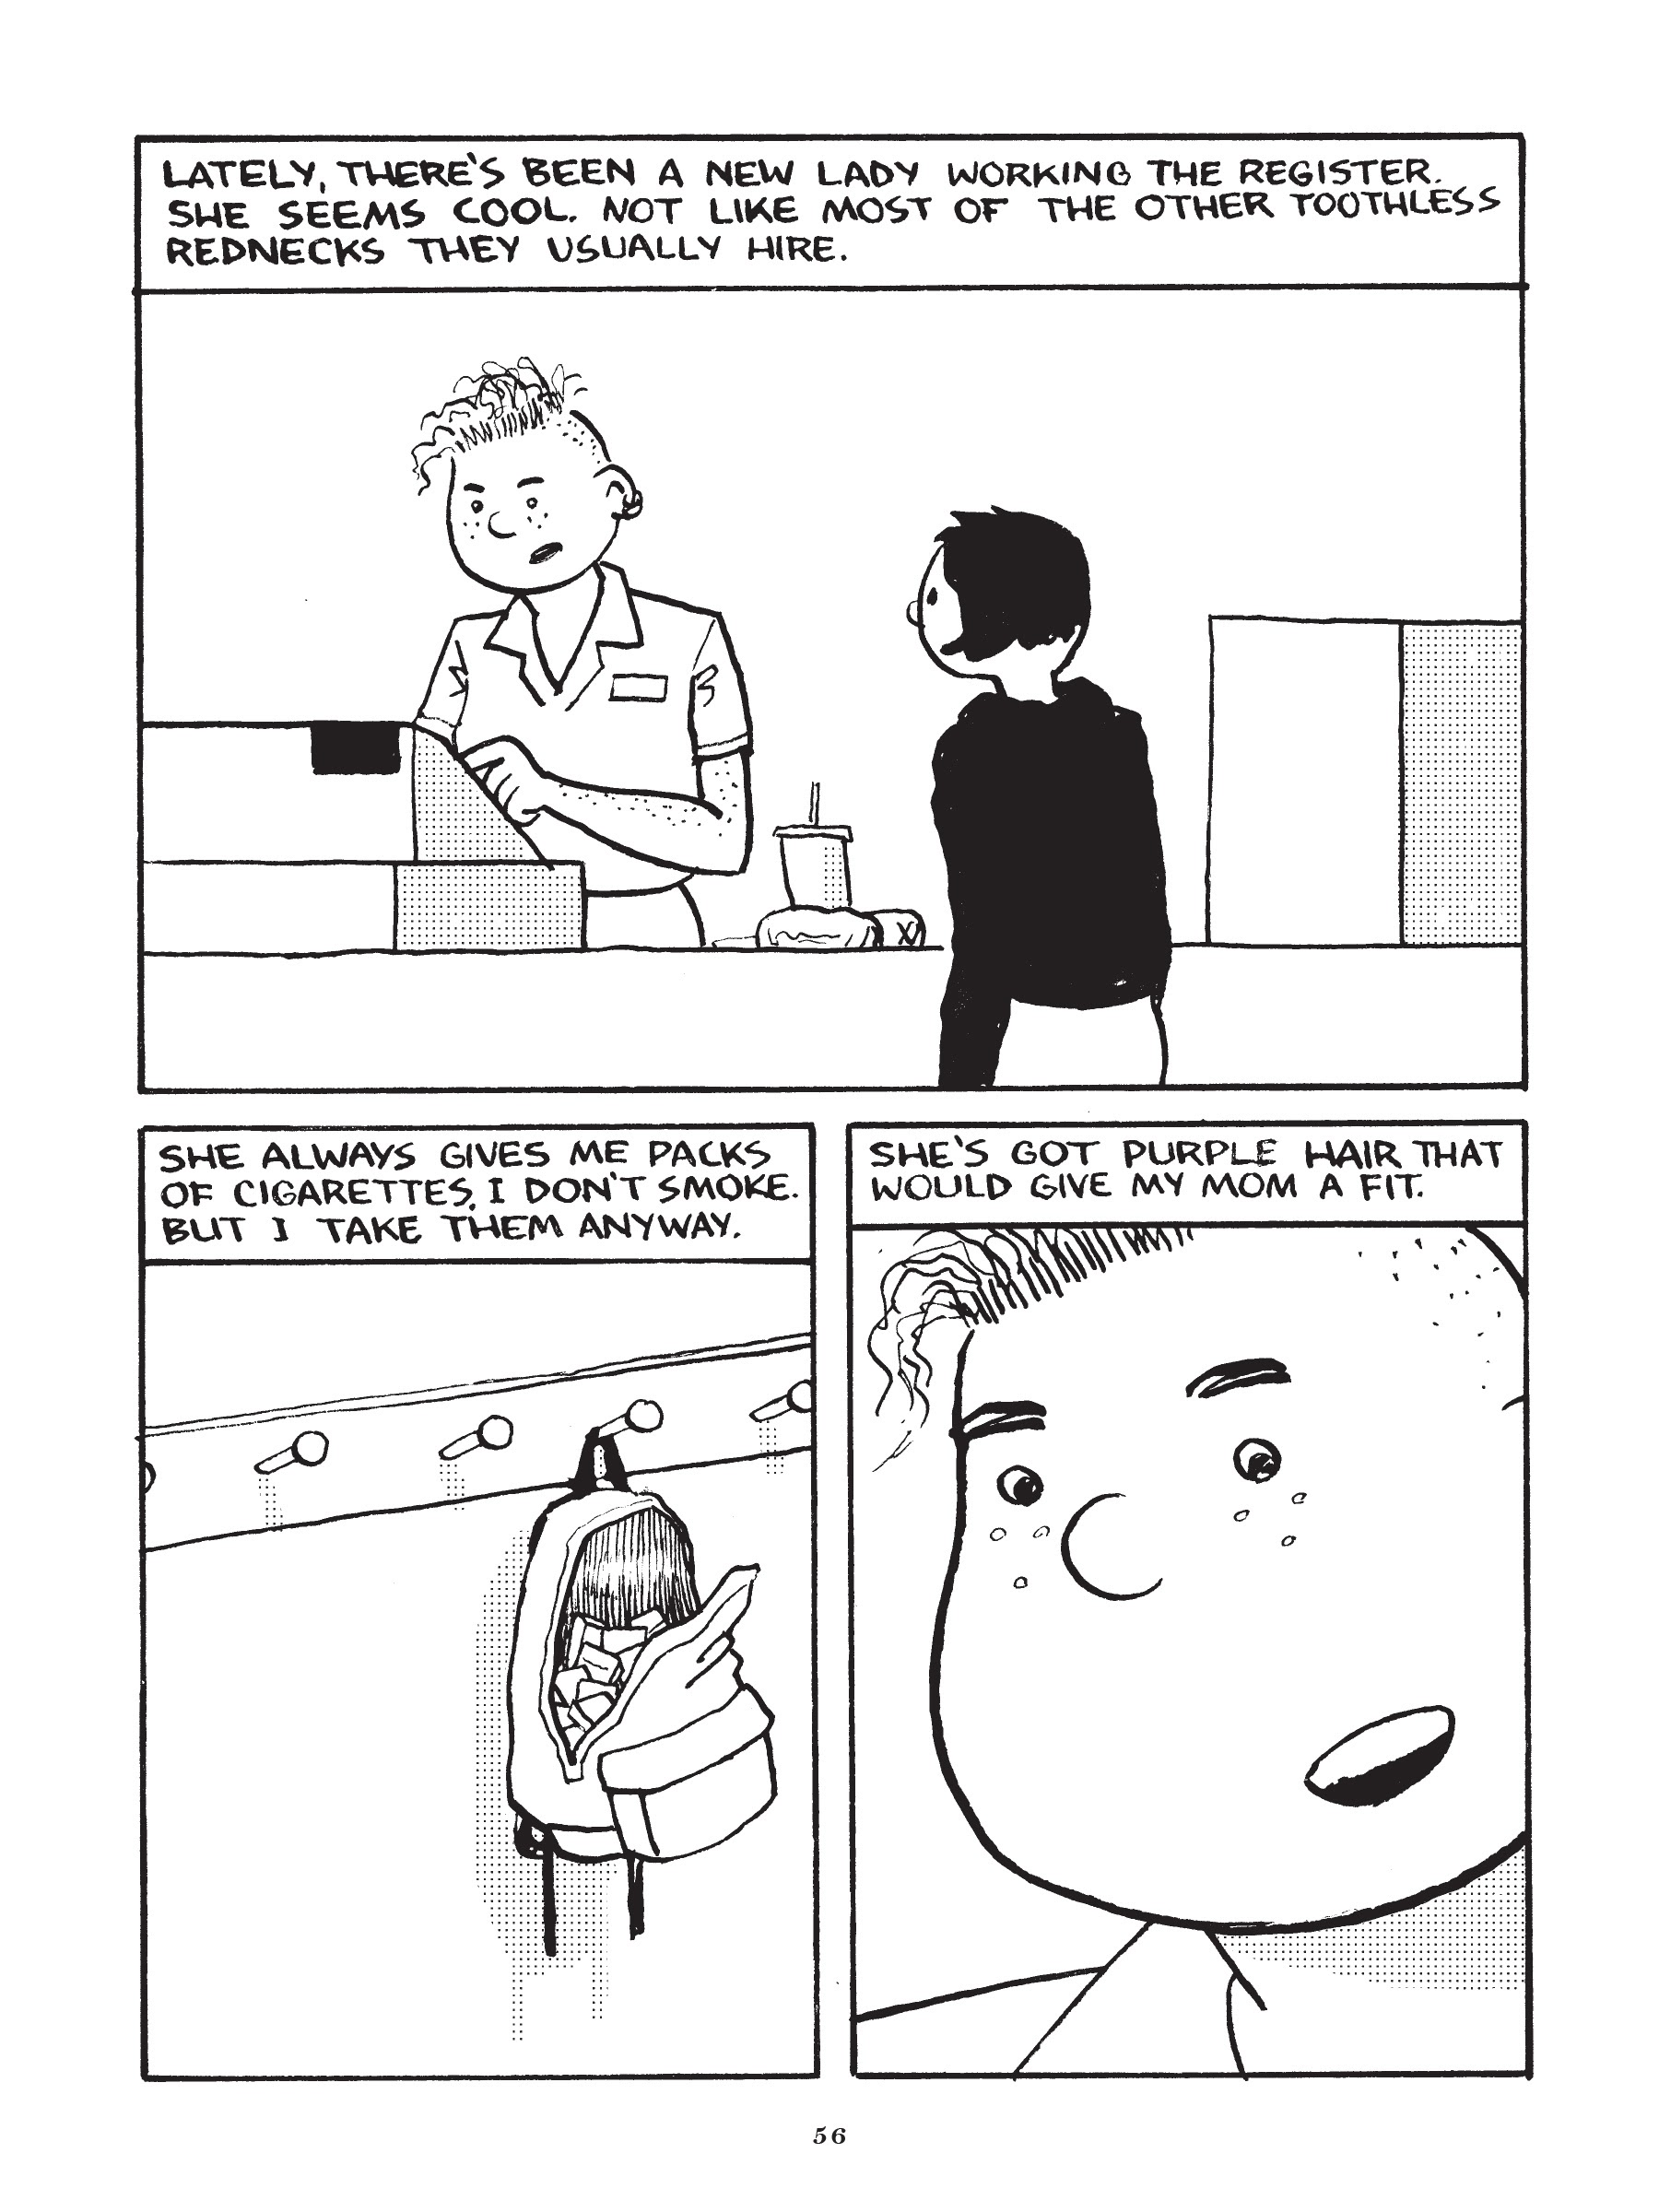 LATELY, THERE'S BEEN A NEW LADY WORKING THE REGISTER.
SHE SEEMS COOL. NOT LIKE MOST OF THE OTHER TOOTHLESS
REDNECKS THEY USUALLY HIRE.
SHE ALWAYS GIVES ME PACKS
OF CIGARETTES. I DON'T SMOKE.
BUT I TAKE THEM ANYWAY.
SHE'S GOT PURPLE HAIR THAT
WOULD GIVE MY MOM A FIT.
56